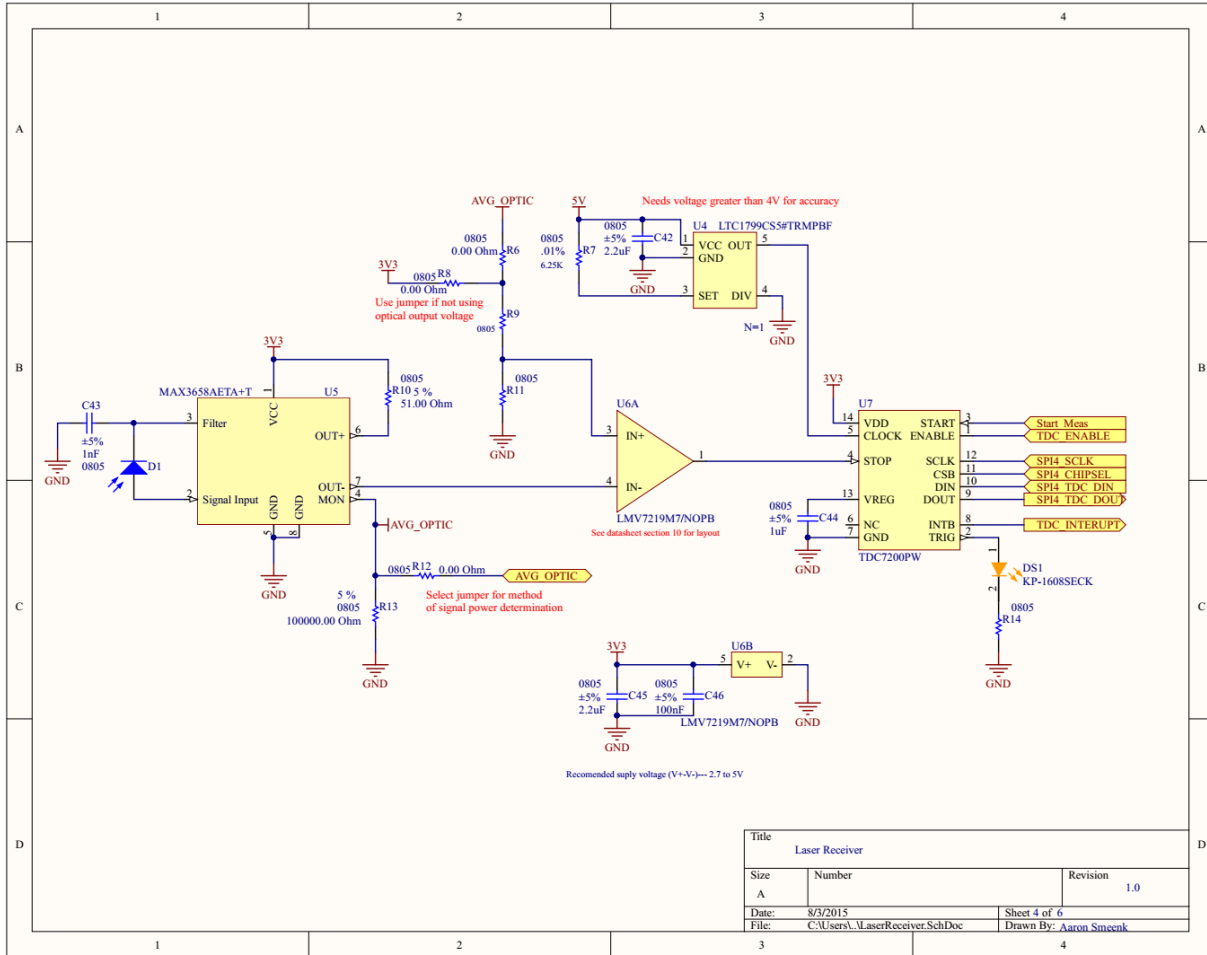 1 2 3 4
A A
AVG_OPTIC
5V
Needs voltage greater than 4V for accuracy
0805
0.00 Ohm
R6
3V3
0805
0.00 Ohm
R8
Use jumper if not using
optical output voltage
R9
0805
0805
.01%
6.25K
R7
0805
±5%
2.2uF
C42
GND
U4 LTC1799CS5#TRMPBF
1 VCC OUT 5
2 GND
3 SET DIV 4
N=1
GND
B B
3V3
MAX3658AETA+T U5
0805
R10 5 %
51.00 Ohm
0805
R11
GND
C43
±5%
1nF
0805
GND
D1
1
VCC
3 Filter
OUT+ 6
OUT- 7
2 Signal Input
MON 4
GND GND
5 8
GND
U6A
3 IN+
1
4 IN-
LMV7219M7/NOPB
See datasheet section 10 for layout
3V3
U7
14 VDD START 3
5 CLOCK ENABLE 1
4 STOP SCLK 12
CSB 11
DIN 10
13 VREG DOUT 9
6 NC INTB 8
7 GND TRIG 2
TDC7200PW
Start_Meas
TDC_ENABLE
SPI4_SCLK
SPI4_CHIPSEL
SPI4_TDC_DIN
SPI4_TDC_DOUT
TDC_INTERUPT
0805
±5%
1uF
C44
GND
1
DS1
KP-1608SECK
2
0805
R14
GND
AVG_OPTIC
0805 R12 0.00 Ohm
AVG_OPTIC
Select jumper for method
of signal power determination
5 %
0805
100000.00 Ohm
R13
GND
C C
3V3
U6B
5 V+ V- 2
0805
±5%
2.2uF
C45
0805
±5%
100nF
C46
LMV7219M7/NOPB
GND
GND
Recomended suply voltage (V+-V-)--- 2.7 to 5V
D D
Title
Laser Receiver
Size Number Revision
A 1.0
Date: 8/3/2015 Sheet 4 of 6
File: C:\Users\..\LaserReceiver.SchDoc Drawn By: Aaron Smeenk
1 2 3 4